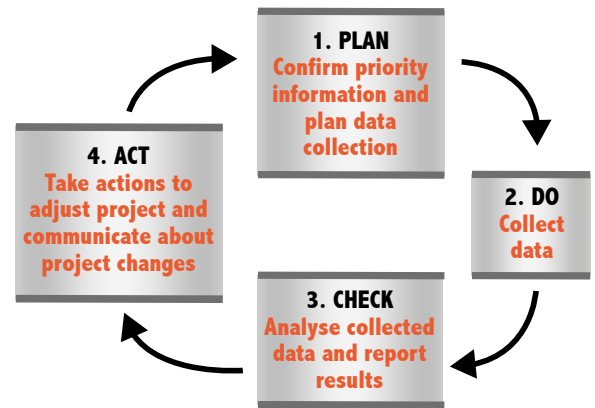 1. PLAN
Confirm priority
information and
plan data
collection
2. DO
Collect
data
3. CHECK
Analyse collected
data and report
results
4. ACT
Take actions to
adjust project and
communicate about
project changes